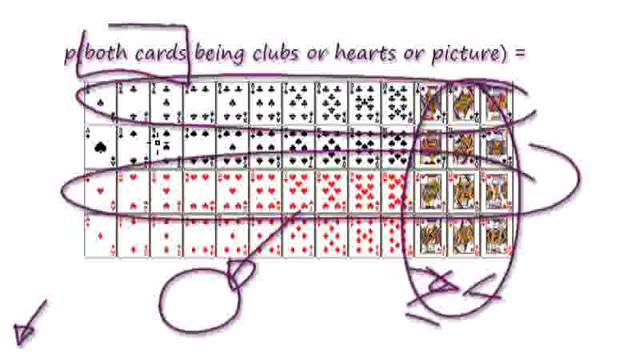 p(both cards being clubs or hearts or picture) =